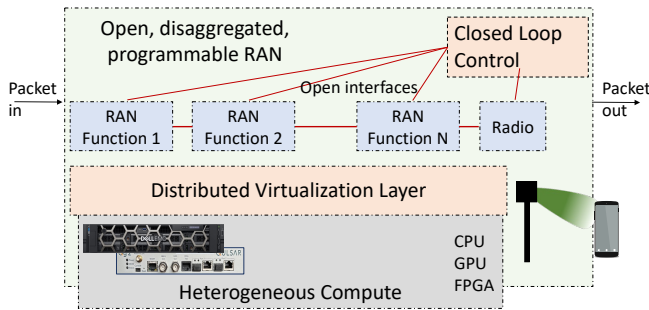 Open, disaggregated,
programmable RAN
Closed Loop
Control
Packet
in
Open interfaces
Packet
out
RAN
Function 1
RAN
Function 2
RAN
Function N
Radio
Distributed Virtualization Layer
DELL
CPU
GPU
FPGA
Heterogeneous Compute